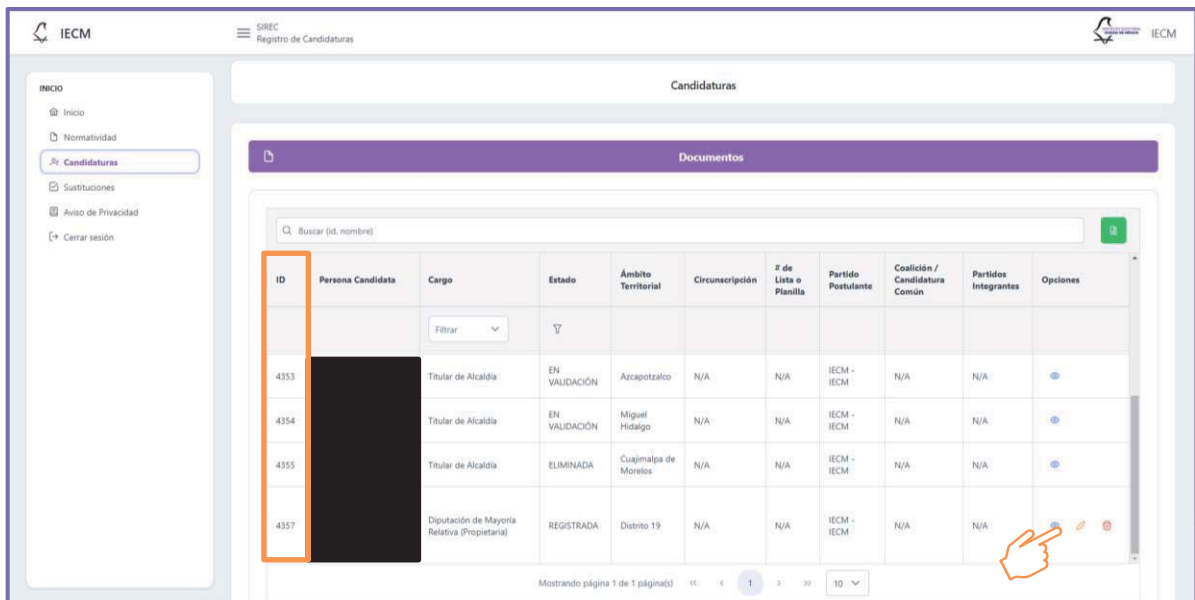 IECM
SIREC
Registro de Candidaturas
IECM
INICIO
Inicio
Normatividad
Candidaturas
Sustituciones
Aviso de Privacidad
Cerrar sesión
Candidaturas
Documentos
Buscar (id, nombre)
ID Persona Candidata Cargo Estado Ámbito Territorial Circunscripción # de Lista o Planilla Partido Postulante Coalición / Candidatura Común Partidos Integrantes Opciones
Filtrar
4353 Titular de Alcaldía EN VALIDACIÓN Azcapotzalco N/A N/A IECM - IECM N/A N/A
4354 Titular de Alcaldía EN VALIDACIÓN Miguel Hidalgo N/A N/A IECM - IECM N/A N/A
4355 Titular de Alcaldía ELIMINADA Cuajimalpa de Morelos N/A N/A IECM - IECM N/A N/A
4357 Diputación de Mayoría Relativa (Propietaria) REGISTRADA Distrito 19 N/A N/A IECM - IECM N/A N/A
Mostrando página 1 de 1 página(s) << < 1 > >> 10